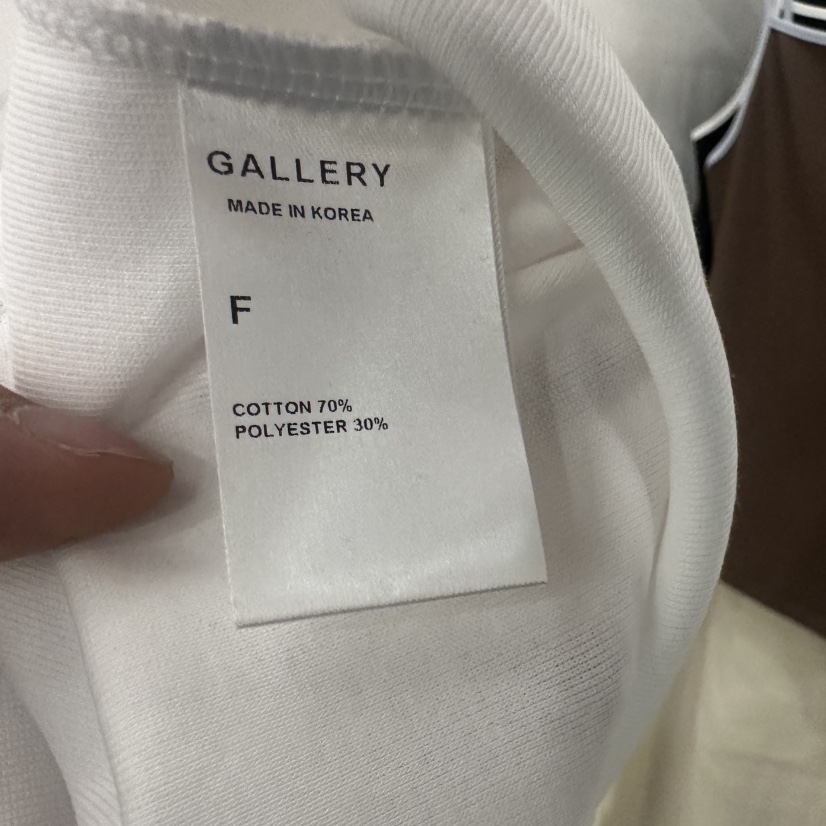 GALLERY
MADE IN KOREA
F
COTTON 70%
POLYESTER 30%